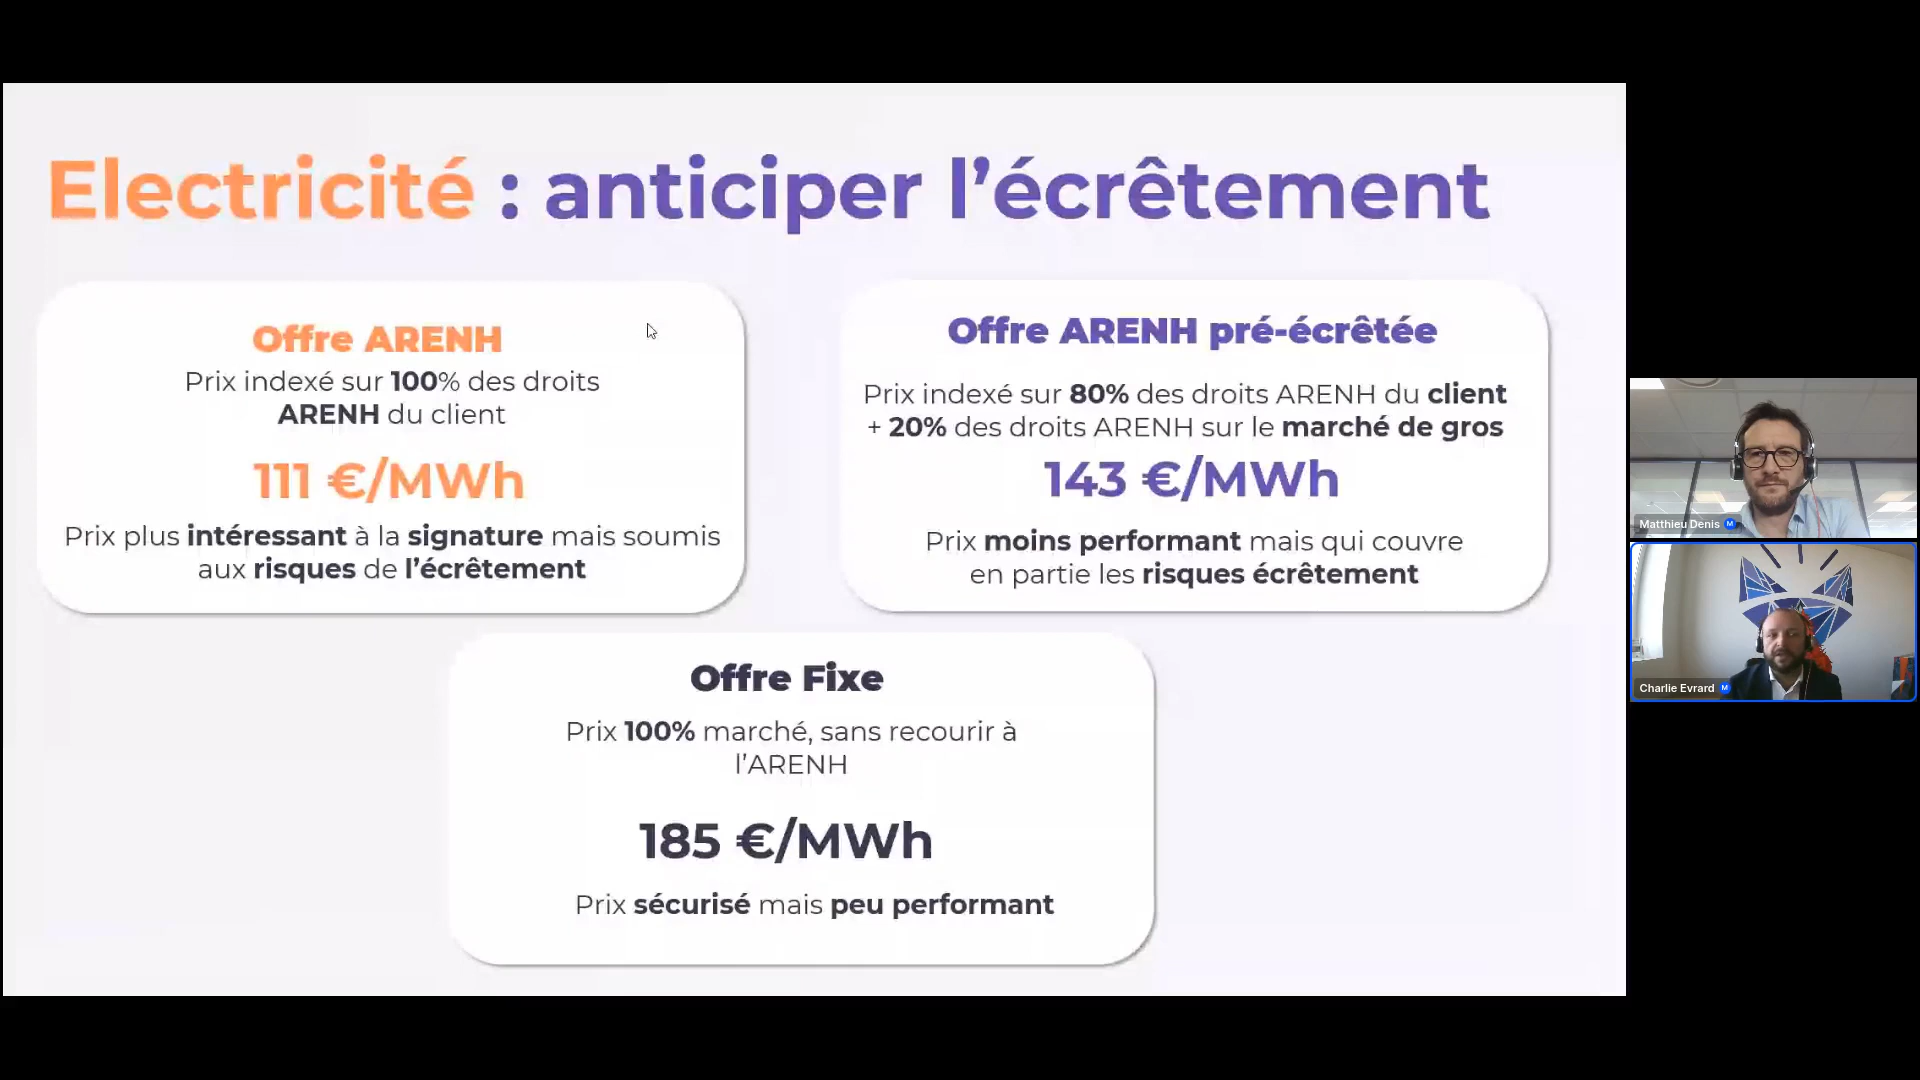 Electricité : anticiper l’écrêtement
Offre ARENH
Prix indexé sur 100% des droits
ARENH du client
111 €/MWh
Prix plus intéressant à la signature mais soumis
aux risques de l’écrêtement
Offre ARENH pré-écrêtée
Prix indexé sur 80% des droits ARENH du client
+ 20% des droits ARENH sur le marché de gros
143 €/MWh
Prix moins performant mais qui couvre
en partie les risques écrêtement
Offre Fixe
Prix 100% marché, sans recourir à
l’ARENH
185 €/MWh
Prix sécurisé mais peu performant
Matthieu Denis M
Charlie Evrard M